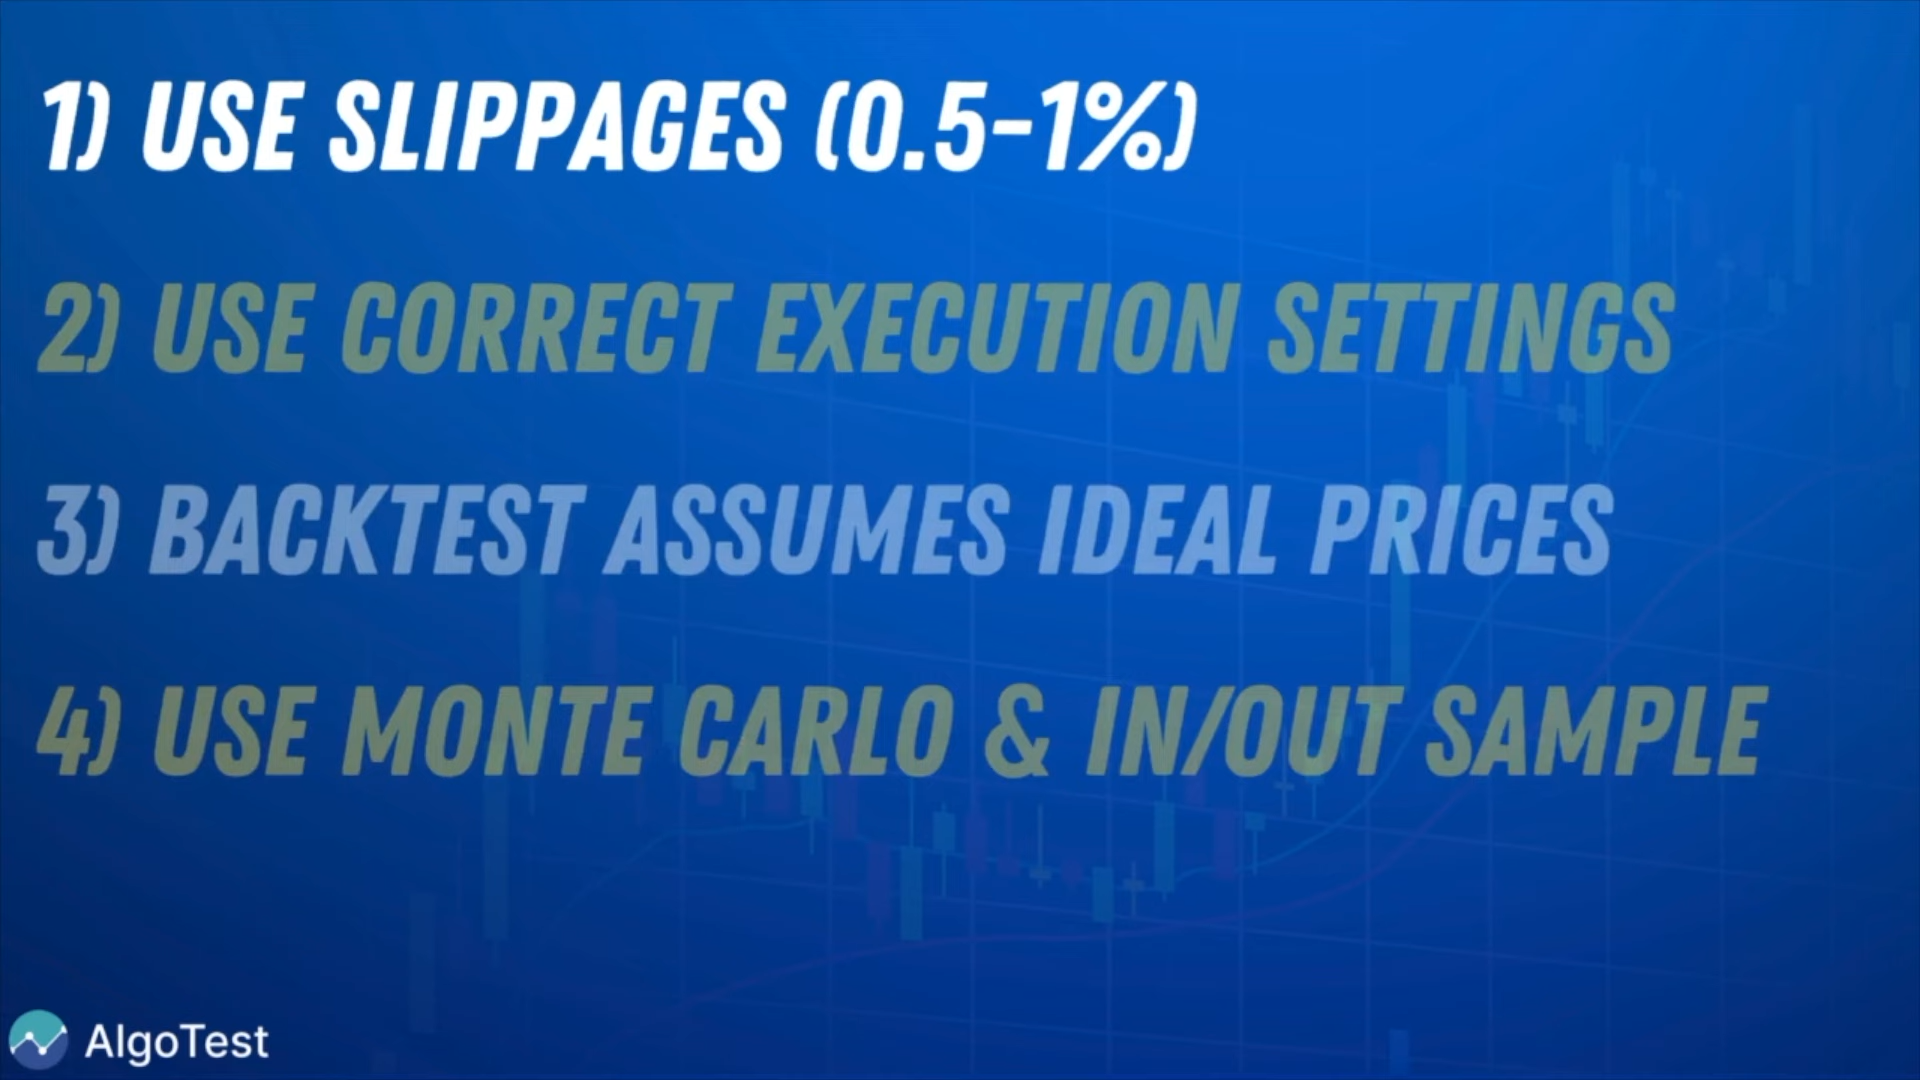 1) USE SLIPPAGES (0.5-1%)
2) USE CORRECT EXECUTION SETTINGS
3) BACKTEST ASSUMES IDEAL PRICES
4) USE MONTE CARLO & IN/OUT SAMPLE
AlgoTest